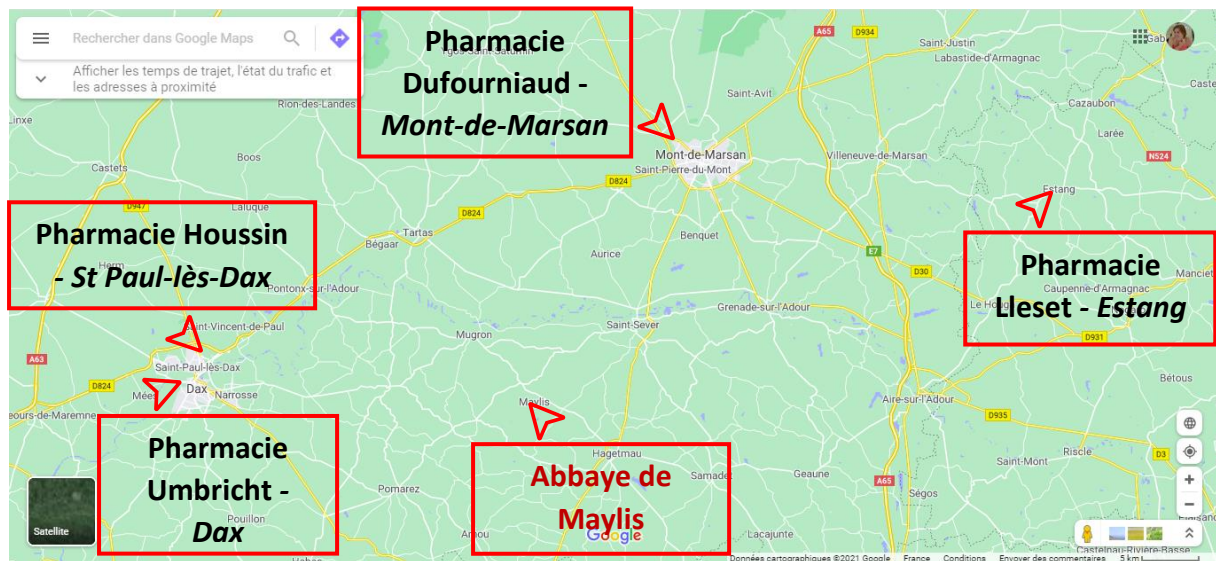 Rechercher dans Google Maps
Afficher les temps de trajet, l'état du trafic et
les adresses à proximité
Pharmacie
Dufourniaud -
Mont-de-Marsan
A65
D934
Saint-Justin
Labastide-d'Armagnac
Rion-des-Landes
Saint-Avit
Cazaubon
Larée
Boos
Castets
Mont-de-Marsan
Saint-Pierre-du-Mont
Villeneuve-de-Marsan
N524
D824
Estang
D947
Laluque
D824
Tartas
Bégaar
Benquet
Aurice
E7
D30
Pharmacie Houssin
- St Paul-lès-Dax
Herm
Pontonx-sur-l'Adour
Pharmacie
Lleset - Estang
Caupenne-d'Armagnac
Manciet
Grenade-sur-l'Adour
Saint-Sever
Mugron
D931
Saint-Vincent-de-Paul
A63
Saint-Paul-lès-Dax
D824
Mées
Dax
Narrosse
Bétous
Maylis
Aire-sur-l'Adour
D935
Pharmacie
Umbricht -
Dax
Abbaye de
Maylis
Hagetmau
Samadet
Geaune
A65
Saint-Mont
Riscle
D3
Pomarez
Ségos
Pouillon
Amou
Google
Lacajunte
Satellite
Castelnau-Rivière-Basse
Données cartographiques ©2021 Google
France
Conditions
Envoyer des commentaires
5 km